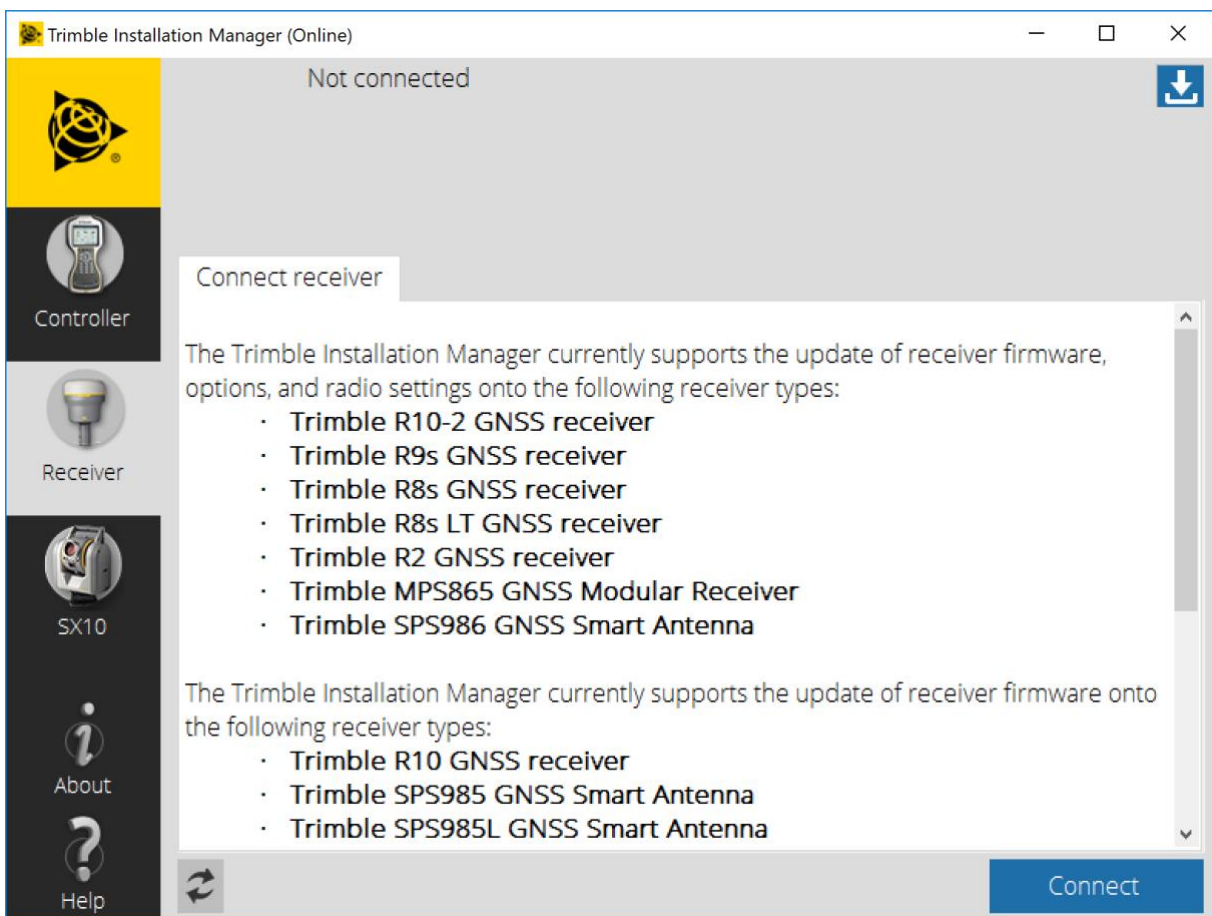 Trimble Installation Manager (Online)
Not connected
Controller
Receiver
SX10
About
Help
Connect receiver
The Trimble Installation Manager currently supports the update of receiver firmware,
options, and radio settings onto the following receiver types:
· Trimble R10-2 GNSS receiver
· Trimble R9s GNSS receiver
· Trimble R8s GNSS receiver
· Trimble R8s LT GNSS receiver
· Trimble R2 GNSS receiver
· Trimble MPS865 GNSS Modular Receiver
· Trimble SPS986 GNSS Smart Antenna
The Trimble Installation Manager currently supports the update of receiver firmware onto
the following receiver types:
· Trimble R10 GNSS receiver
· Trimble SPS985 GNSS Smart Antenna
· Trimble SPS985L GNSS Smart Antenna
Connect